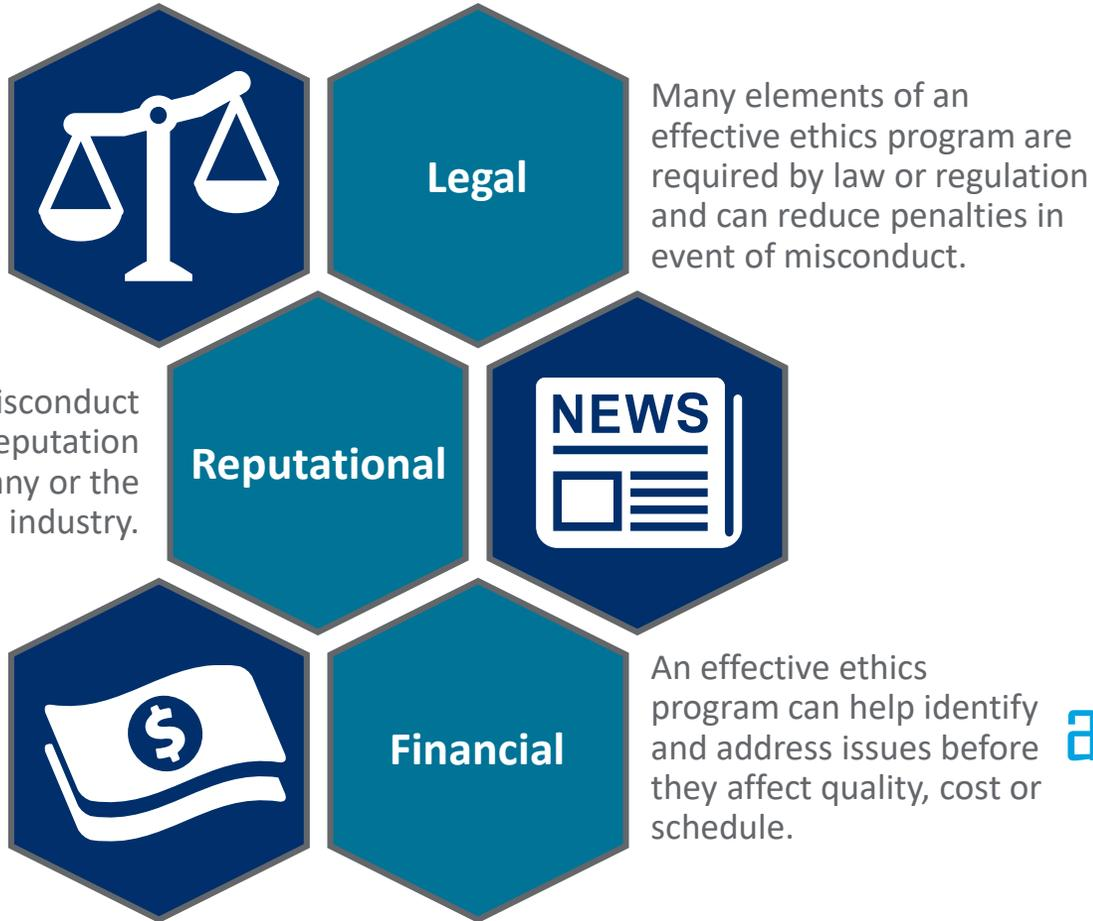 Legal
Many elements of an
effective ethics program are
required by law or regulation
and can reduce penalties in
event of misconduct.
isconduct
eputation
ny or the
industry.
Reputational
NEWS
$
Financial
An effective ethics
program can help identify
and address issues before
they affect quality, cost or
schedule.
a